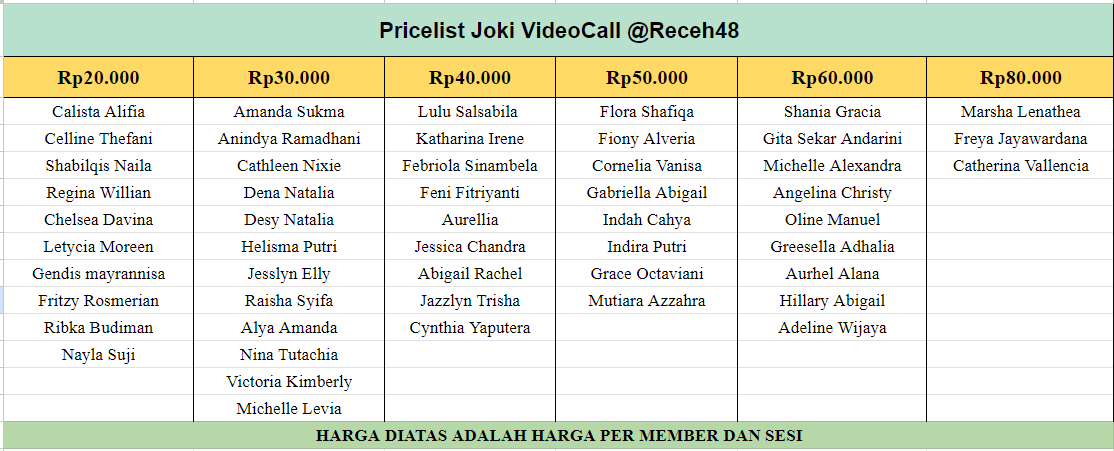 Pricelist Joki VideoCall @Receh48
Rp20.000 Rp30.000 Rp40.000 Rp50.000 Rp60.000 Rp80.000
Calista Alifia Amanda Sukma Lulu Salsabila Flora Shafiqa Shania Gracia Marsha Lenathea
Celline Thefani Anindya Ramadhani Katharina Irene Fiony Alveria Gita Sekar Andarini Freya Jayawardana
Shabilqis Naila Cathleen Nixie Febriola Sinambela Cornelia Vanisa Michelle Alexandra Catherina Vallencia
Regina Willian Dena Natalia Feni Fitriyanti Gabriella Abigail Angelina Christy
Chelsea Davina Desy Natalia Aurellia Indah Cahya Oline Manuel
Letycia Moreen Helisma Putri Jessica Chandra Indira Putri Greesella Adhalia
Gendis mayrannisa Jesslyn Elly Abigail Rachel Grace Octaviani Aurhel Alana
Fritzy Rosmerian Raisha Syifa Jazzlyn Trisha Mutiara Azzahra Hillary Abigail
Ribka Budiman Alya Amanda Cynthia Yaputera Adeline Wijaya
Nayla Suji Nina Tutachia
Victoria Kimberly
Michelle Levia
HARGA DIATAS ADALAH HARGA PER MEMBER DAN SESI